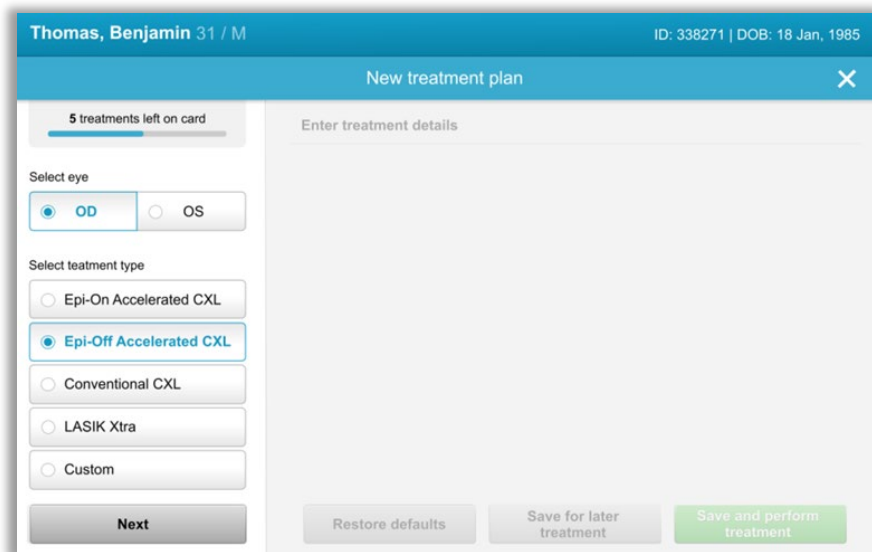 Thomas, Benjamin 31 / M
ID: 338271 | DOB: 18 Jan, 1985
New treatment plan
5 treatments left on card
Enter treatment details
Select eye
OD
OS
Select teatment type
Epi-On Accelerated CXL
Epi-Off Accelerated CXL
Conventional CXL
LASIK Xtra
Custom
Next
Restore defaults
Save for later
treatment
Save and perform
treatment